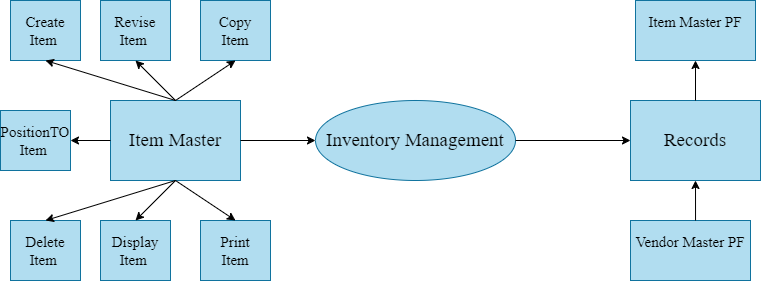 Create
Item
Revise
Item
Copy
Item
Item Master PF
PositionTO
Item
Item Master
Inventory Management
Records
Delete
Item
Display
Item
Print
Item
Vendor Master PF